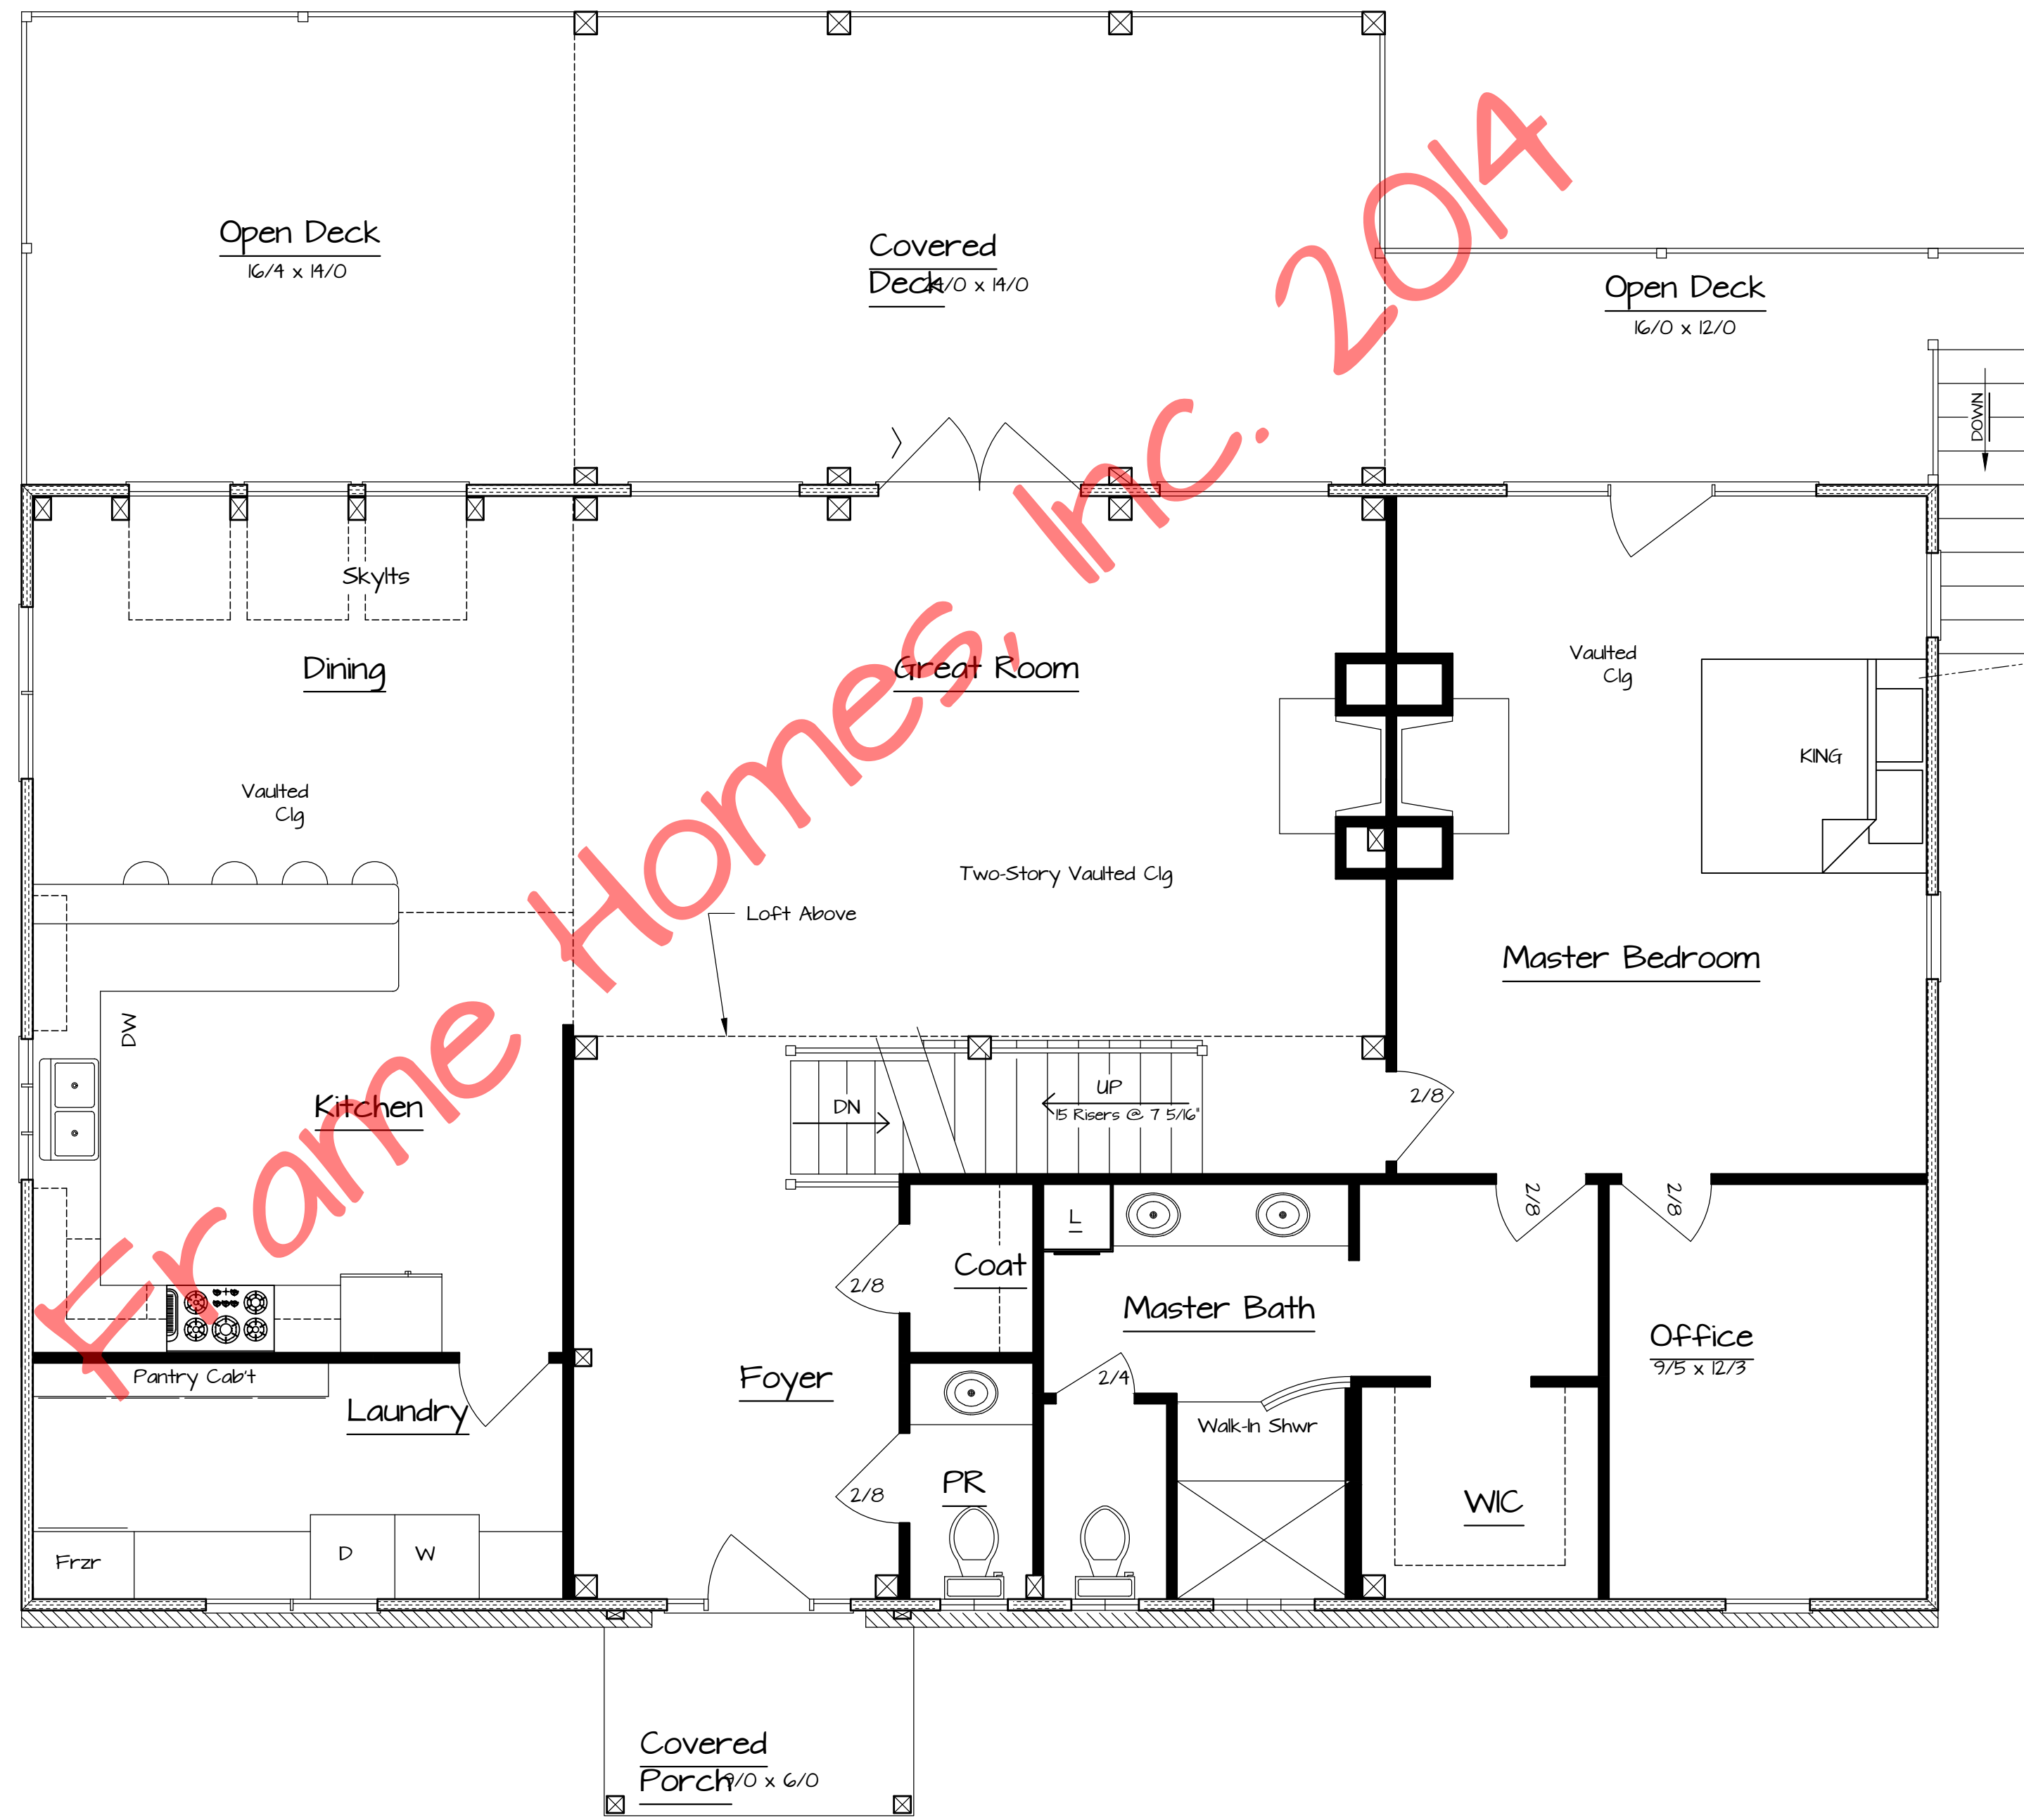 Open Deck
16/4 x 14/0
Covered
Deck
24/0 x 14/0
Open Deck
16/0 x 12/0
DOWN
Skylts
Dining
Great Room
Vaulted
Clg
KING
Vaulted
Clg
Two-Story Vaulted Clg
Loft Above
Master Bedroom
DW
Kitchen
DN
UP
15 Risers @ 7 5/16"
2/8
2/8
2/8
L
Coat
2/8
Master Bath
Office
9/5 x 12/3
Pantry Cab't
Laundry
Foyer
2/4
Walk-In Shwr
PR
2/8
WIC
Frzr
D
W
Covered
Porch
9/0 x 6/0
Frame Homes, Inc. 2014